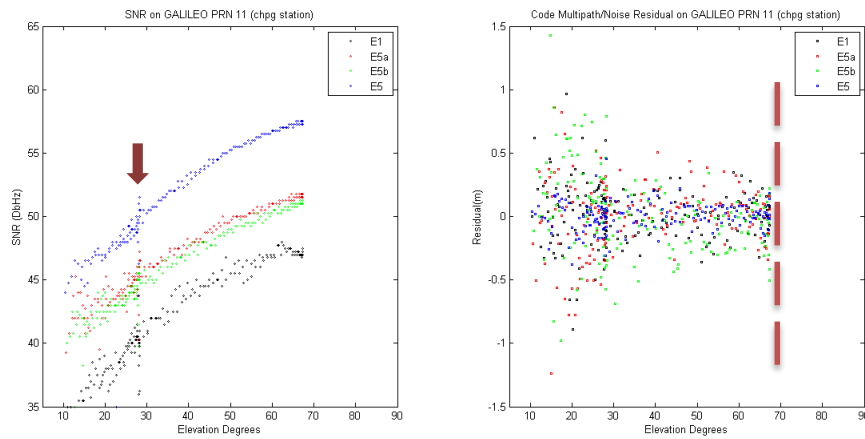 SNR on GALILEO PRN 11 (chpg station)
65
60
55
50
45
40
35
SNR (DbHz)
10 20 30 40 50 60 70 80 90
Elevation Degrees
E1
E5a
E5b
E5
Code Multipath/Noise Residual on GALILEO PRN 11 (chpg station)
1.5
1
0.5
0
-0.5
-1
-1.5
Residual(m)
0 10 20 30 40 50 60 70 80 90
Elevation Degrees
E1
E5a
E5b
E5